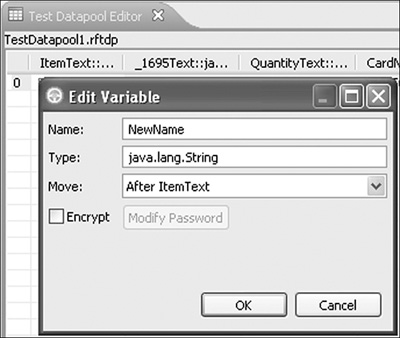 Test Datapool Editor
TestDatapool1.rftdp
ItemText::... _1695Text::ja... QuantityText::... CardN
0
Edit Variable
Name: NewName
Type: java.lang.String
Move: After ItemText
Encrypt Modify Password
OK Cancel